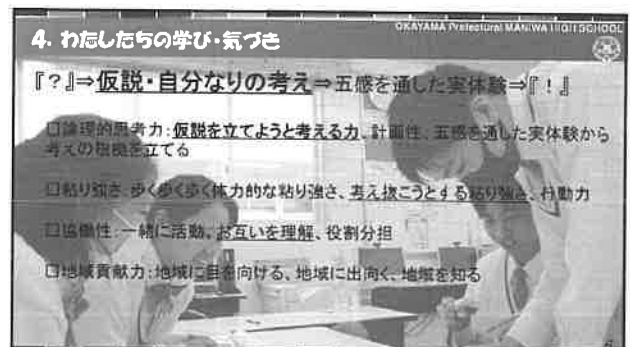 OKAYAMA Prefectural MANIWA HIGH SCHOOL
4. わたしたちの学び・気づき
『？』⇒仮説・自分なりの考え⇒五感を通した実体験⇒『！』
□論理的思考力：仮説を立てようと考える力、計画性、五感を通した実体験から
考えの根拠を立てる
□粘り強さ：歩く歩く歩く体力的な粘り強さ、考え抜こうとする粘り強さ、行動力
□協働性：一緒に活動、お互いを理解、役割分担
□地域貢献力：地域に目を向ける、地域に出向く、地域を知る